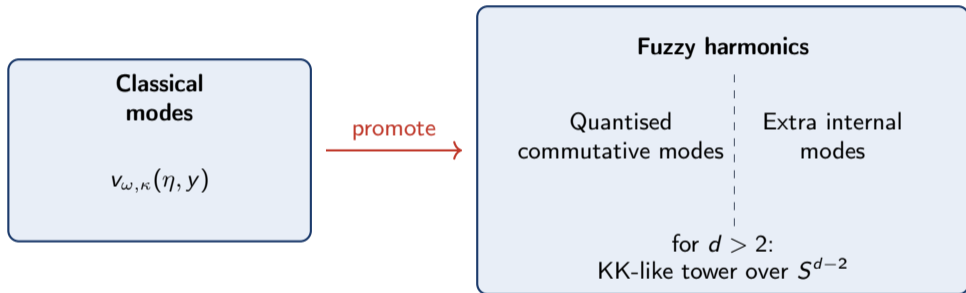 Classical
modes
v_{ω,κ}(η, y)
promote
Fuzzy harmonics
Quantised
commutative modes
Extra internal
modes
for d > 2:
KK-like tower over S^{d−2}